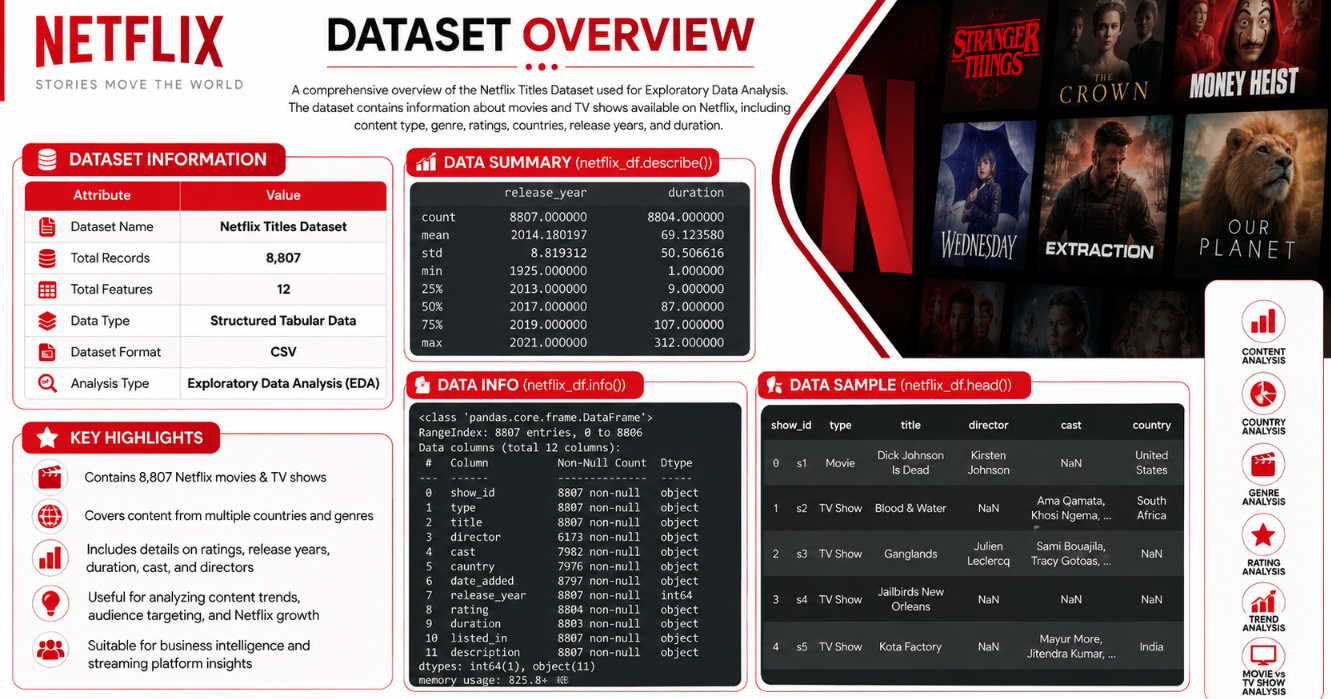 NETFLIX
STORIES MOVE THE WORLD
DATASET OVERVIEW
A comprehensive overview of the Netflix Titles Dataset used for Exploratory Data Analysis.
The dataset contains information about movies and TV shows available on Netflix, including
content type, genre, ratings, countries, release years, and duration.
STRANGER
THINGS
THE
CROWN
MONEY HEIST
WEDNESDAY
EXTRACTION
OUR
PLANET
DATASET INFORMATION
Attribute Value
Dataset Name Netflix Titles Dataset
Total Records 8,807
Total Features 12
Data Type Structured Tabular Data
Dataset Format CSV
Analysis Type Exploratory Data Analysis (EDA)
KEY HIGHLIGHTS
Contains 8,807 Netflix movies & TV shows
Covers content from multiple countries and genres
Includes details on ratings, release years,
duration, cast, and directors
Useful for analyzing content trends,
audience targeting, and Netflix growth
Suitable for business intelligence and
streaming platform insights
DATA SUMMARY (netflix_df.describe())
release_year duration
count 8807.000000 8804.000000
mean 2014.180197 69.123580
std 8.819312 50.506616
min 1925.000000 1.000000
25% 2013.000000 9.000000
50% 2017.000000 87.000000
75% 2019.000000 107.000000
max 2021.000000 312.000000
DATA INFO (netflix_df.info())
<class 'pandas.core.frame.DataFrame'>
RangeIndex: 8807 entries, 0 to 8806
Data columns (total 12 columns):
# Column Non-Null Count Dtype
--- ------ -------------- -----
0 show_id 8807 non-null object
1 type 8807 non-null object
2 title 8807 non-null object
3 director 6173 non-null object
4 cast 7982 non-null object
5 cauntry 7976 non-null object
6 date_added 8797 non-null object
7 release_year 8807 non-null int64
8 rating 8804 non-null object
9 duration 8803 non-null object
10 listed_in 8807 non-null object
11 description 8807 non-null object
dtypes: int64(1), object(11)
memory usage: 825.8+
DATA SAMPLE (netflix_df.head())
show_id type title director cast country
0 s1 Movie Dick Johnson Is Dead Kirsten Johnson NaN United States
1 s2 TV Show Blood & Water NaN Ama Qamata, Khosi Ngema, ... South Africa
2 s3 TV Show Ganglands Julien Leclercq Sami Bouajila, Tracy Gotoas, ... NaN
3 s4 TV Show Jailbirds New Orleans NaN NaN NaN
4 s5 TV Show Kota Factory NaN Mayur More, Jitendra Kumar, ... India
CONTENT
ANALYSIS
COUNTRY
ANALYSIS
GENRE
ANALYSIS
RATING
ANALYSIS
TREND
ANALYSIS
MOVIE vs
TV SHOW
ANALYSIS